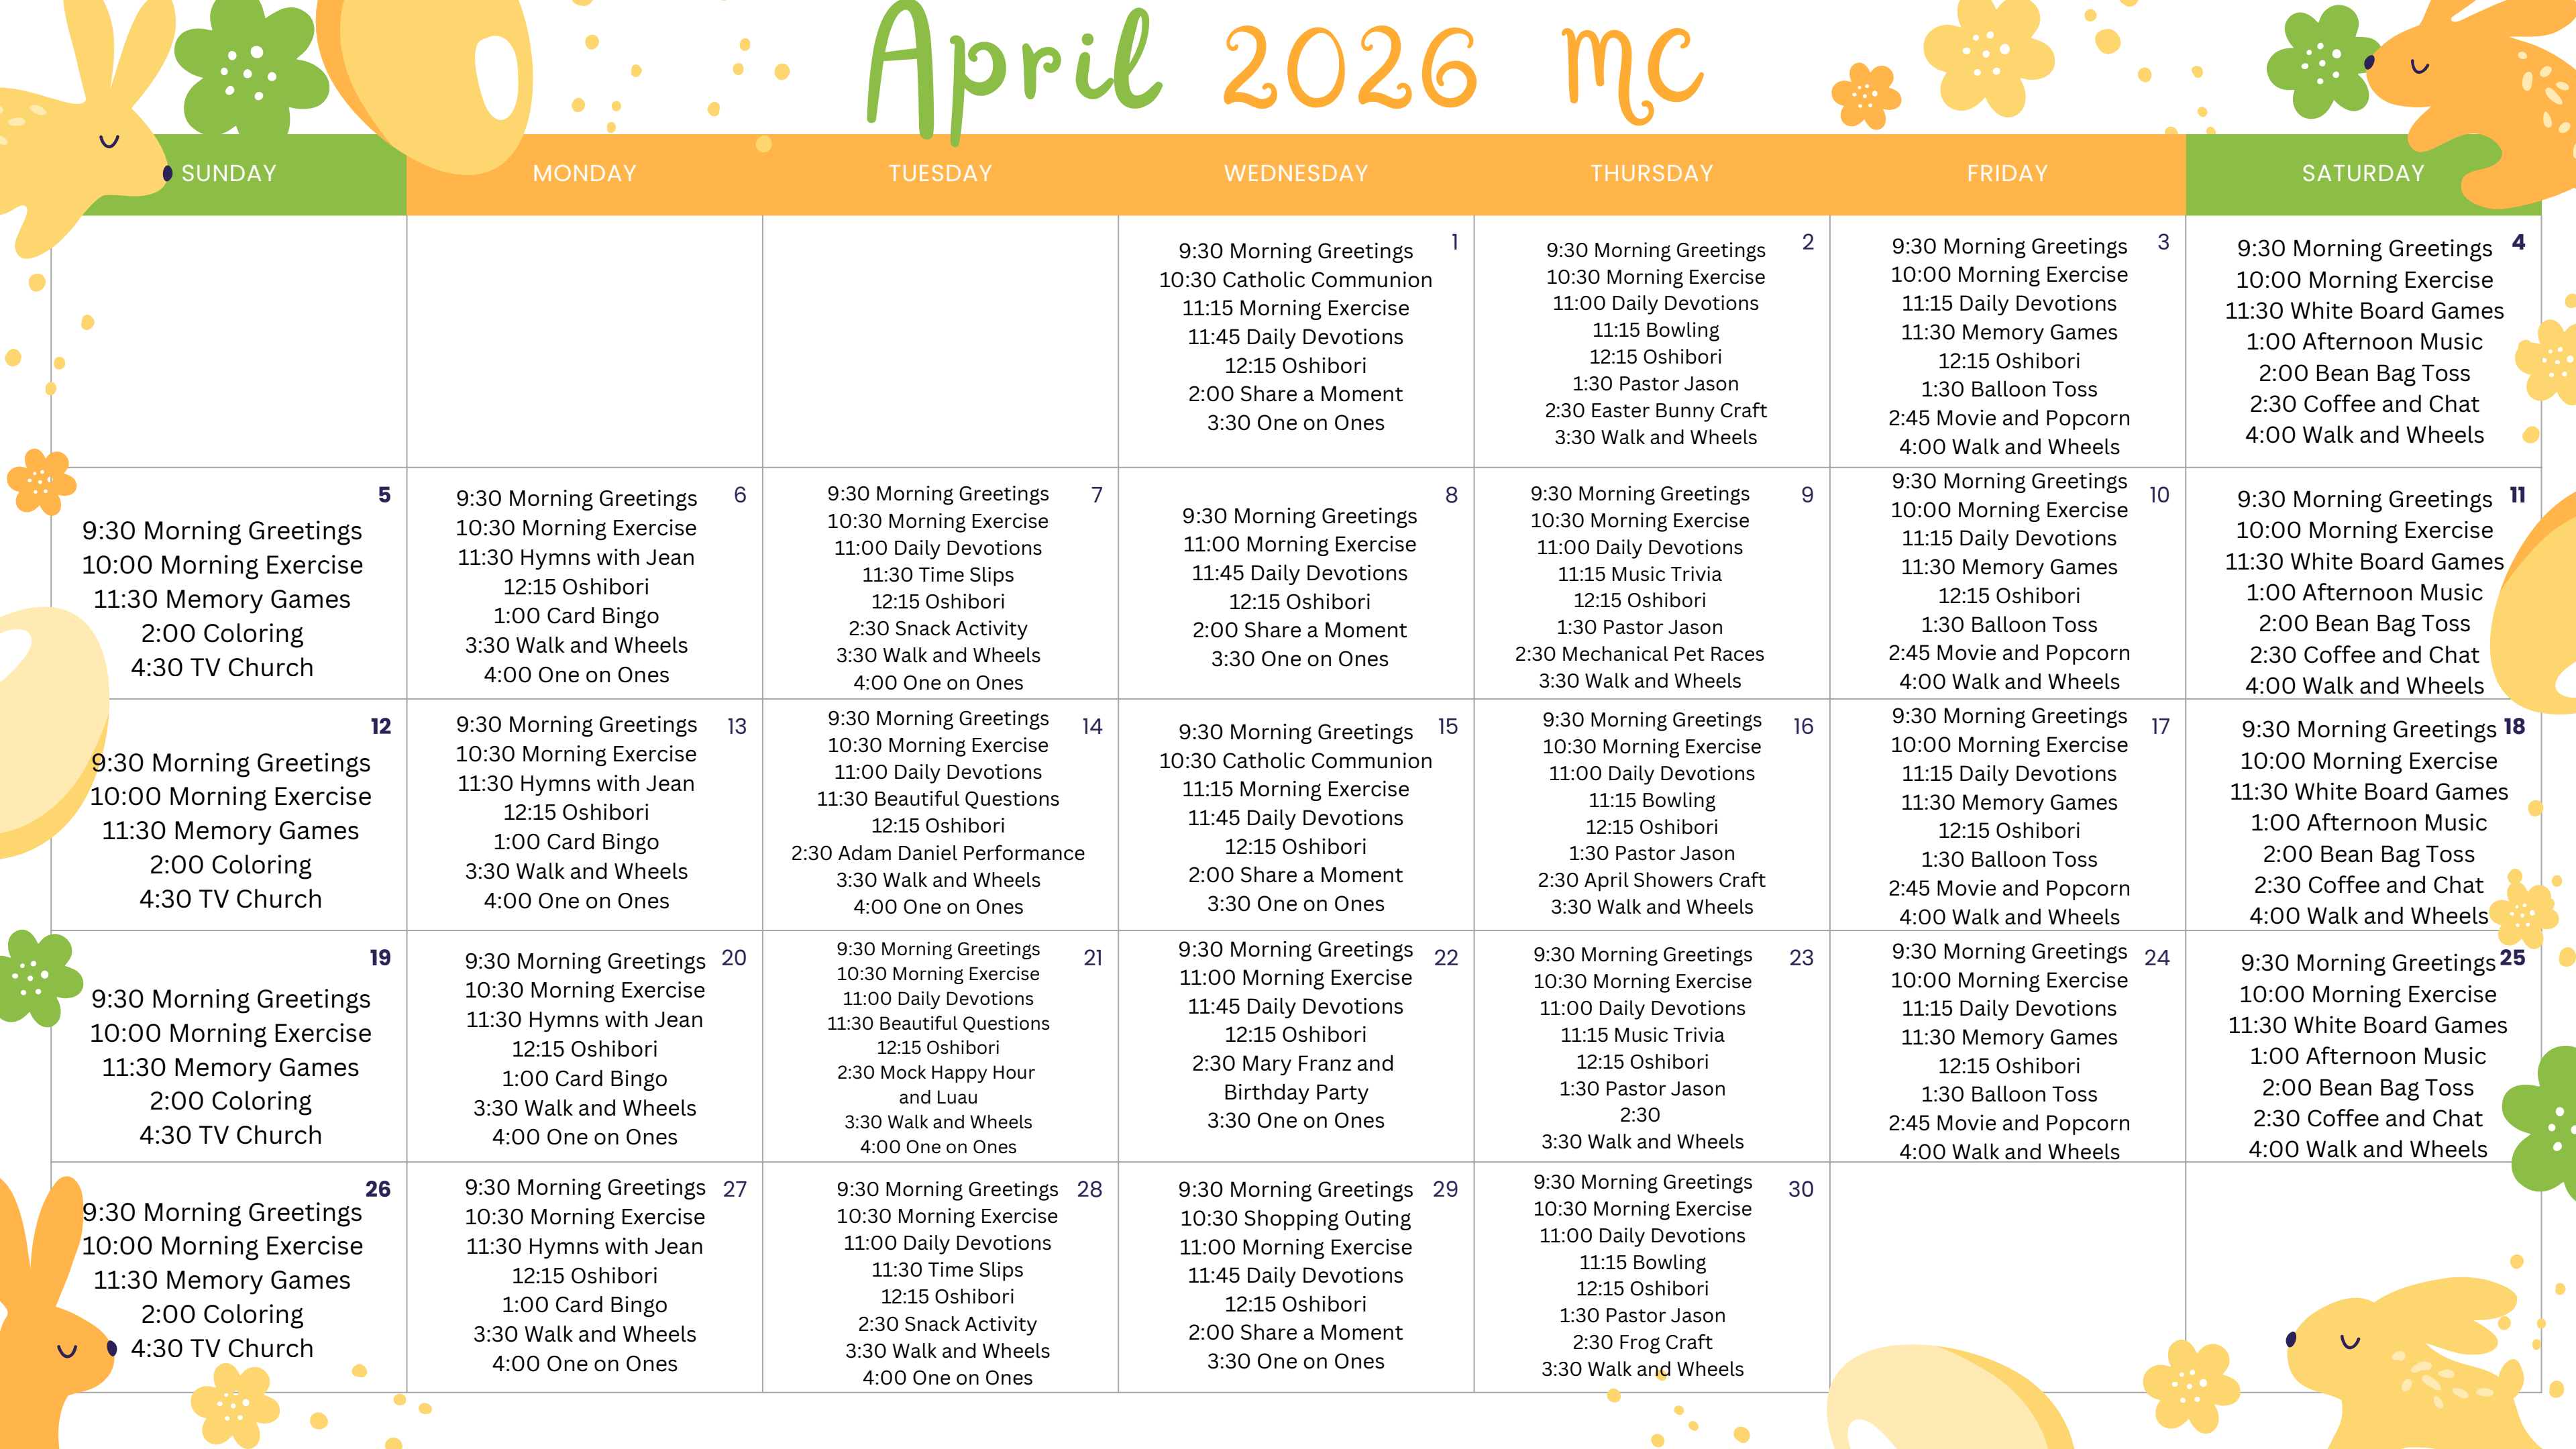 April 2026 MC
SUNDAY
MONDAY
TUESDAY
WEDNESDAY
THURSDAY
FRIDAY
SATURDAY
1
9:30 Morning Greetings
10:30 Catholic Communion
11:15 Morning Exercise
11:45 Daily Devotions
12:15 Oshibori
2:00 Share a Moment
3:30 One on Ones
2
9:30 Morning Greetings
10:30 Morning Exercise
11:00 Daily Devotions
11:15 Bowling
12:15 Oshibori
1:30 Pastor Jason
2:30 Easter Bunny Craft
3:30 Walk and Wheels
3
9:30 Morning Greetings
10:00 Morning Exercise
11:15 Daily Devotions
11:30 Memory Games
12:15 Oshibori
1:30 Balloon Toss
2:45 Movie and Popcorn
4:00 Walk and Wheels
4
9:30 Morning Greetings
10:00 Morning Exercise
11:30 White Board Games
1:00 Afternoon Music
2:00 Bean Bag Toss
2:30 Coffee and Chat
4:00 Walk and Wheels
5
9:30 Morning Greetings
10:00 Morning Exercise
11:30 Memory Games
2:00 Coloring
4:30 TV Church
6
9:30 Morning Greetings
10:30 Morning Exercise
11:30 Hymns with Jean
12:15 Oshibori
1:00 Card Bingo
3:30 Walk and Wheels
4:00 One on Ones
7
9:30 Morning Greetings
10:30 Morning Exercise
11:00 Daily Devotions
11:30 Time Slips
12:15 Oshibori
2:30 Snack Activity
3:30 Walk and Wheels
4:00 One on Ones
8
9:30 Morning Greetings
11:00 Morning Exercise
11:45 Daily Devotions
12:15 Oshibori
2:00 Share a Moment
3:30 One on Ones
9
9:30 Morning Greetings
10:30 Morning Exercise
11:00 Daily Devotions
11:15 Music Trivia
12:15 Oshibori
1:30 Pastor Jason
2:30 Mechanical Pet Races
3:30 Walk and Wheels
10
9:30 Morning Greetings
10:00 Morning Exercise
11:15 Daily Devotions
11:30 Memory Games
12:15 Oshibori
1:30 Balloon Toss
2:45 Movie and Popcorn
4:00 Walk and Wheels
11
9:30 Morning Greetings
10:00 Morning Exercise
11:30 White Board Games
1:00 Afternoon Music
2:00 Bean Bag Toss
2:30 Coffee and Chat
4:00 Walk and Wheels
12
9:30 Morning Greetings
10:00 Morning Exercise
11:30 Memory Games
2:00 Coloring
4:30 TV Church
13
9:30 Morning Greetings
10:30 Morning Exercise
11:30 Hymns with Jean
12:15 Oshibori
1:00 Card Bingo
3:30 Walk and Wheels
4:00 One on Ones
14
9:30 Morning Greetings
10:30 Morning Exercise
11:00 Daily Devotions
11:30 Beautiful Questions
12:15 Oshibori
2:30 Adam Daniel Performance
3:30 Walk and Wheels
4:00 One on Ones
15
9:30 Morning Greetings
10:30 Catholic Communion
11:15 Morning Exercise
11:45 Daily Devotions
12:15 Oshibori
2:00 Share a Moment
3:30 One on Ones
16
9:30 Morning Greetings
10:30 Morning Exercise
11:00 Daily Devotions
11:15 Bowling
12:15 Oshibori
1:30 Pastor Jason
2:30 April Showers Craft
3:30 Walk and Wheels
17
9:30 Morning Greetings
10:00 Morning Exercise
11:15 Daily Devotions
11:30 Memory Games
12:15 Oshibori
1:30 Balloon Toss
2:45 Movie and Popcorn
4:00 Walk and Wheels
18
9:30 Morning Greetings
10:00 Morning Exercise
11:30 White Board Games
1:00 Afternoon Music
2:00 Bean Bag Toss
2:30 Coffee and Chat
4:00 Walk and Wheels
19
9:30 Morning Greetings
10:00 Morning Exercise
11:30 Memory Games
2:00 Coloring
4:30 TV Church
20
9:30 Morning Greetings
10:30 Morning Exercise
11:30 Hymns with Jean
12:15 Oshibori
1:00 Card Bingo
3:30 Walk and Wheels
4:00 One on Ones
21
9:30 Morning Greetings
10:30 Morning Exercise
11:00 Daily Devotions
11:30 Beautiful Questions
12:15 Oshibori
2:30 Mock Happy Hour
and Luau
3:30 Walk and Wheels
4:00 One on Ones
22
9:30 Morning Greetings
11:00 Morning Exercise
11:45 Daily Devotions
12:15 Oshibori
2:30 Mary Franz and
Birthday Party
3:30 One on Ones
23
9:30 Morning Greetings
10:30 Morning Exercise
11:00 Daily Devotions
11:15 Music Trivia
12:15 Oshibori
1:30 Pastor Jason
2:30
3:30 Walk and Wheels
24
9:30 Morning Greetings
10:00 Morning Exercise
11:15 Daily Devotions
11:30 Memory Games
12:15 Oshibori
1:30 Balloon Toss
2:45 Movie and Popcorn
4:00 Walk and Wheels
25
9:30 Morning Greetings
10:00 Morning Exercise
11:30 White Board Games
1:00 Afternoon Music
2:00 Bean Bag Toss
2:30 Coffee and Chat
4:00 Walk and Wheels
26
9:30 Morning Greetings
10:00 Morning Exercise
11:30 Memory Games
2:00 Coloring
4:30 TV Church
27
9:30 Morning Greetings
10:30 Morning Exercise
11:30 Hymns with Jean
12:15 Oshibori
1:00 Card Bingo
3:30 Walk and Wheels
4:00 One on Ones
28
9:30 Morning Greetings
10:30 Morning Exercise
11:00 Daily Devotions
11:30 Time Slips
12:15 Oshibori
2:30 Snack Activity
3:30 Walk and Wheels
4:00 One on Ones
29
9:30 Morning Greetings
10:30 Shopping Outing
11:00 Morning Exercise
11:45 Daily Devotions
12:15 Oshibori
2:00 Share a Moment
3:30 One on Ones
30
9:30 Morning Greetings
10:30 Morning Exercise
11:00 Daily Devotions
11:15 Bowling
12:15 Oshibori
1:30 Pastor Jason
2:30 Frog Craft
3:30 Walk and Wheels